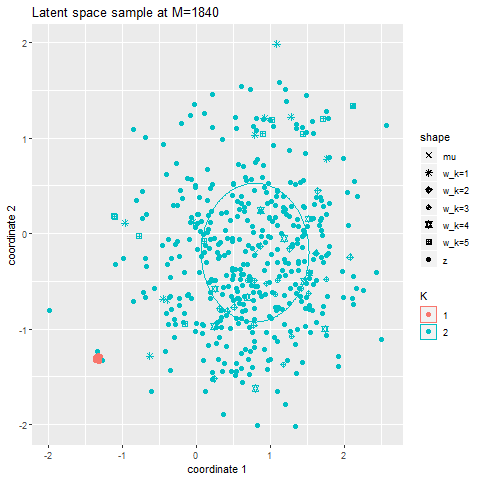 Latent space sample at M=1840
coordinate 2
2
1
0
-1
-2
-2
-1
0
1
2
coordinate 1
shape
mu
w_k=1
w_k=2
w_k=3
w_k=4
w_k=5
z
K
1
2